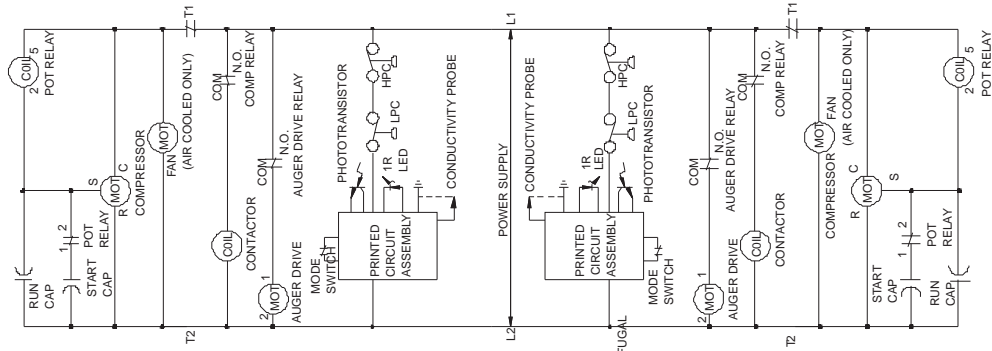 T1
L1
T1
COIL
2
5
POT RELAY
S
MOT
C
R
COMPRESSOR
MOT
FAN
(AIR COOLED ONLY)
COM
N.O.
COMP RELAY
COM
N.O.
AUGER DRIVE RELAY
HPC
LPC
PHOTOTRANSISTOR
1R
LED
CONDUCTIVITY PROBE
PRINTED
CIRCUIT
ASSEMBLY
MODE
SWITCH
COIL
CONTACTOR
2
MOT
1
AUGER DRIVE
1
2
POT
RELAY
START
CAP
RUN
CAP
T2
POWER SUPPLY
L2
CONDUCTIVITY PROBE
1R
LED
PHOTOTRANSISTOR
HPC
LPC
PRINTED
CIRCUIT
ASSEMBLY
MODE
SWITCH
FUGAL
COM
N.O.
AUGER DRIVE RELAY
2
MOT
1
AUGER DRIVE
COM
N.O.
COMP RELAY
COIL
CONTACTOR
MOT
FAN
(AIR COOLED ONLY)
COMPRESSOR
R
MOT
C
S
COIL
2
5
POT RELAY
1
2
POT
RELAY
START
CAP
RUN
CAP
T2